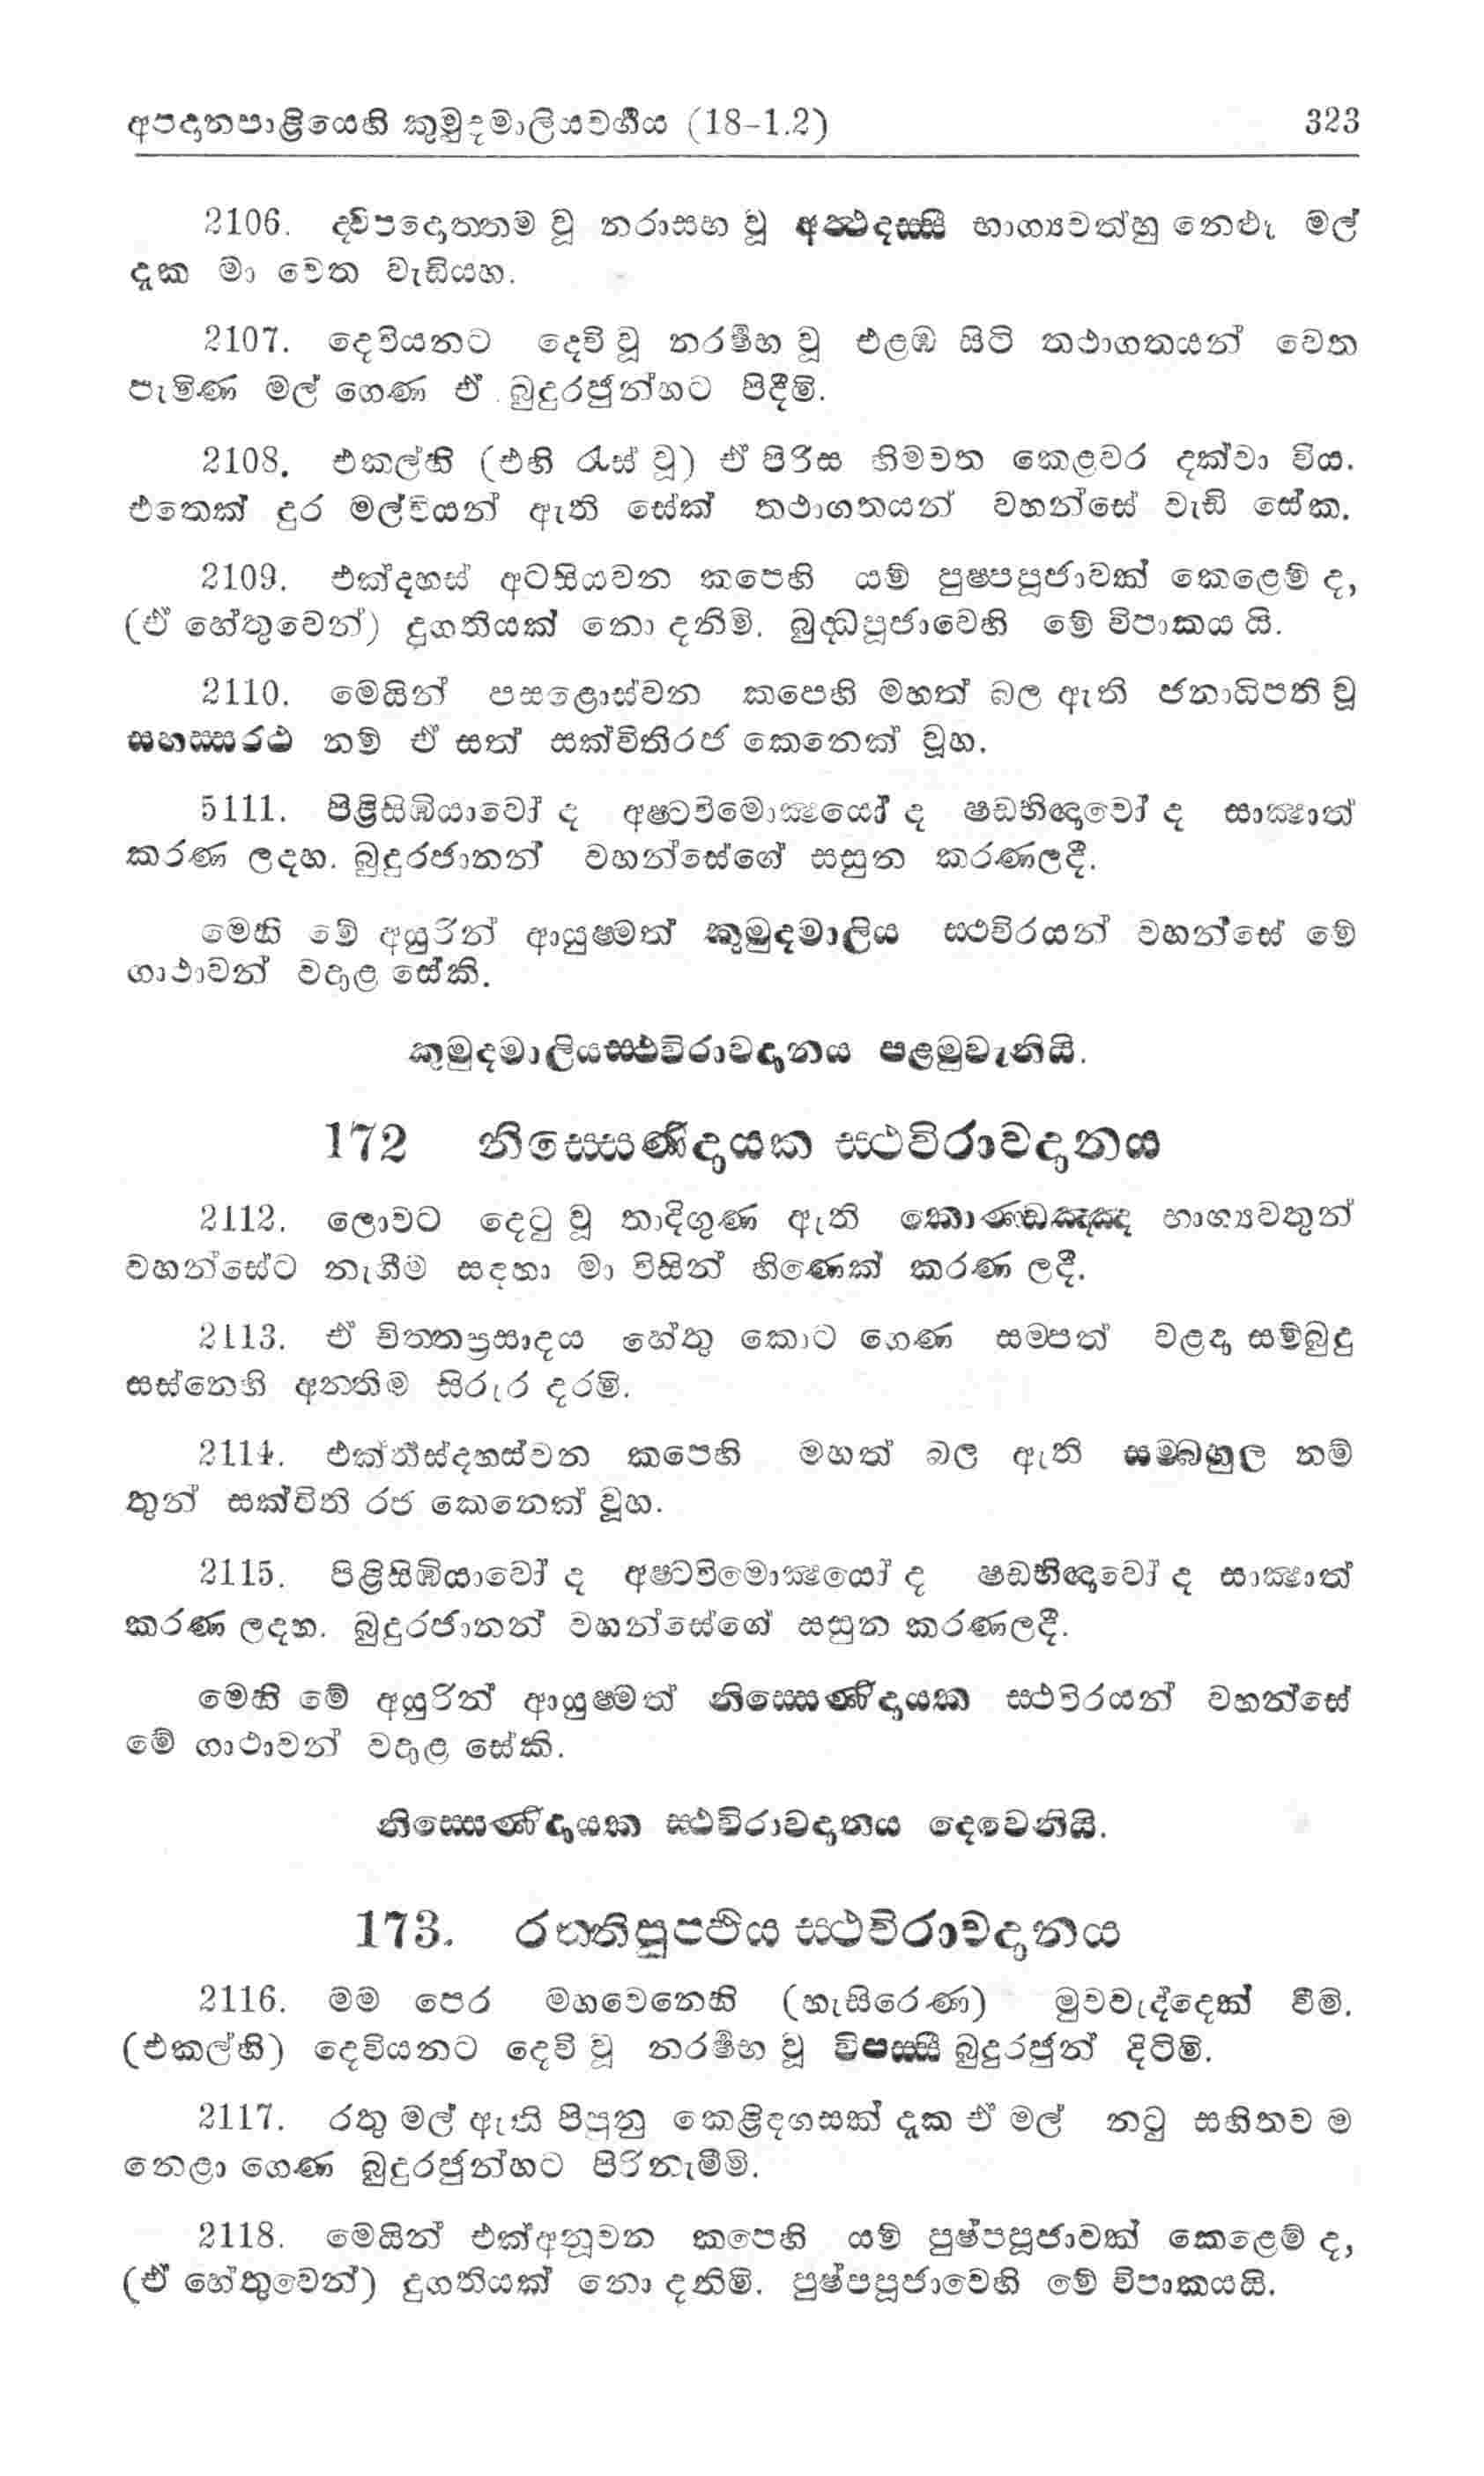 අපදානපාළියෙහි කුමුදමාලියවර්‍ගය (18-1.2) 323
2106. ද්විපදොත්තම වූ නරාසභ වූ අත්ථදස්සී භාග්‍යවත්හු නෙළූ මල්
දැක මා වෙත වැඩියහ.
2107. දෙවියනට දෙවි වූ නරර්‍ෂභ වූ එළඹ සිටි තථාගතයන් වෙත
පැමිණ මල් ගෙණ ඒ බුදුරජුන්හට පිදීමි.
2108. එකල්හි (එහි රැස් වූ) ඒ පිරිස හිමවත කෙළවර දක්වා විය.
එතෙක් දුර මල්වියන් ඇති සේක් තථාගතයන් වහන්සේ වැඩි සේක.
2109. එක්දහස් අටසියවන කපෙහි යම් පුෂ්පපූජාවක් කෙළෙම් ද,
(ඒ හේතුවෙන්) දුගතියක් නො දනිමි. බුද්ධපූජාවෙහි මේ විපාකය යි.
2110. මෙයින් පසළොස්වන කපෙහි මහත් බල ඇති ජනාධිපති වූ
සහස්සරථ නම් ඒ සත් සක්විතිරජ කෙනෙක් වූහ.
5111. පිළිසිඹියාවෝ ද අෂ්ටවිමොක්‍ෂයෝ ද ෂඩභිඥාවෝ ද සාක්‍ෂාත්
කරණ ලදහ. බුදුරජානන් වහන්සේගේ සසුන කරණලදී.
මෙහි මේ අයුරින් ආයුෂ්මත් කුමුදමාලිය ස්ථවිරයන් වහන්සේ මේ
ගාථාවන් වදාළ සේකි.
කුමුදමාලියස්ථවිරාවදානය පළමුවැනියි.
172 නිස්සෙණිදායක ස්ථවිරාවදානය
2112. ලොවට දෙටු වූ තාදිගුණ ඇති කොණ්ඩඤ්ඤ භාග්‍යවතුන්
වහන්සේට නැගීම සඳහා මා විසින් හිණෙක් කරණ ලදී.
2113. ඒ චිත්තප්‍රසාදය හේතු කොට ගෙණ සම්පත් වළඳා සම්බුදු
සස්නෙහි අන්තිම සිරුර දරමි.
2114. එක්තිස්දහස්වන කපෙහි මහත් බල ඇති සම්බහුල නම්
තුන් සක්විති රජ කෙනෙක් වූහ.
2115. පිළිසිඹියාවෝ ද අෂ්ටවිමොක්‍ෂයෝ ද ෂඩභිඥාවෝ ද සාක්‍ෂාත්
කරණ ලදහ. බුදුරජානන් වහන්සේගේ සසුන කරණලදී.
මෙහි මේ අයුරින් ආයුෂ්මත් නිස්සෙණිදායක ස්ථවිරයන් වහන්සේ
මේ ගාථාවන් වදාළ සේකි.
නිස්සෙණිදායක ස්ථවිරාවදානය දෙවෙනියි.
173. රත්තිපුප්ඵිය ස්ථවිරාවදානය
2116. මම පෙර මහවෙනෙහි (හැසිරෙණ) මුවවැද්දෙක් වීමි.
(එකල්හි) දෙවියනට දෙවි වූ නරර්‍ෂභ වූ විපස්සී බුදුරජුන් දිටිමි.
2117. රතු මල් ඇති පිපුනු කෙළිඳගසක් දැක ඒ මල් නටු සහිතව ම
නෙළා ගෙණ බුදුරජුන්හට පිරිනැමීමි.
2118. මෙයින් එක්අනූවන කපෙහි යම් පුෂ්පපූජාවක් කෙළෙම් ද,
(ඒ හේතුවෙන්) දුගතියක් නො දනිමි. පුෂ්පපූජාවෙහි මේ විපාකයයි.